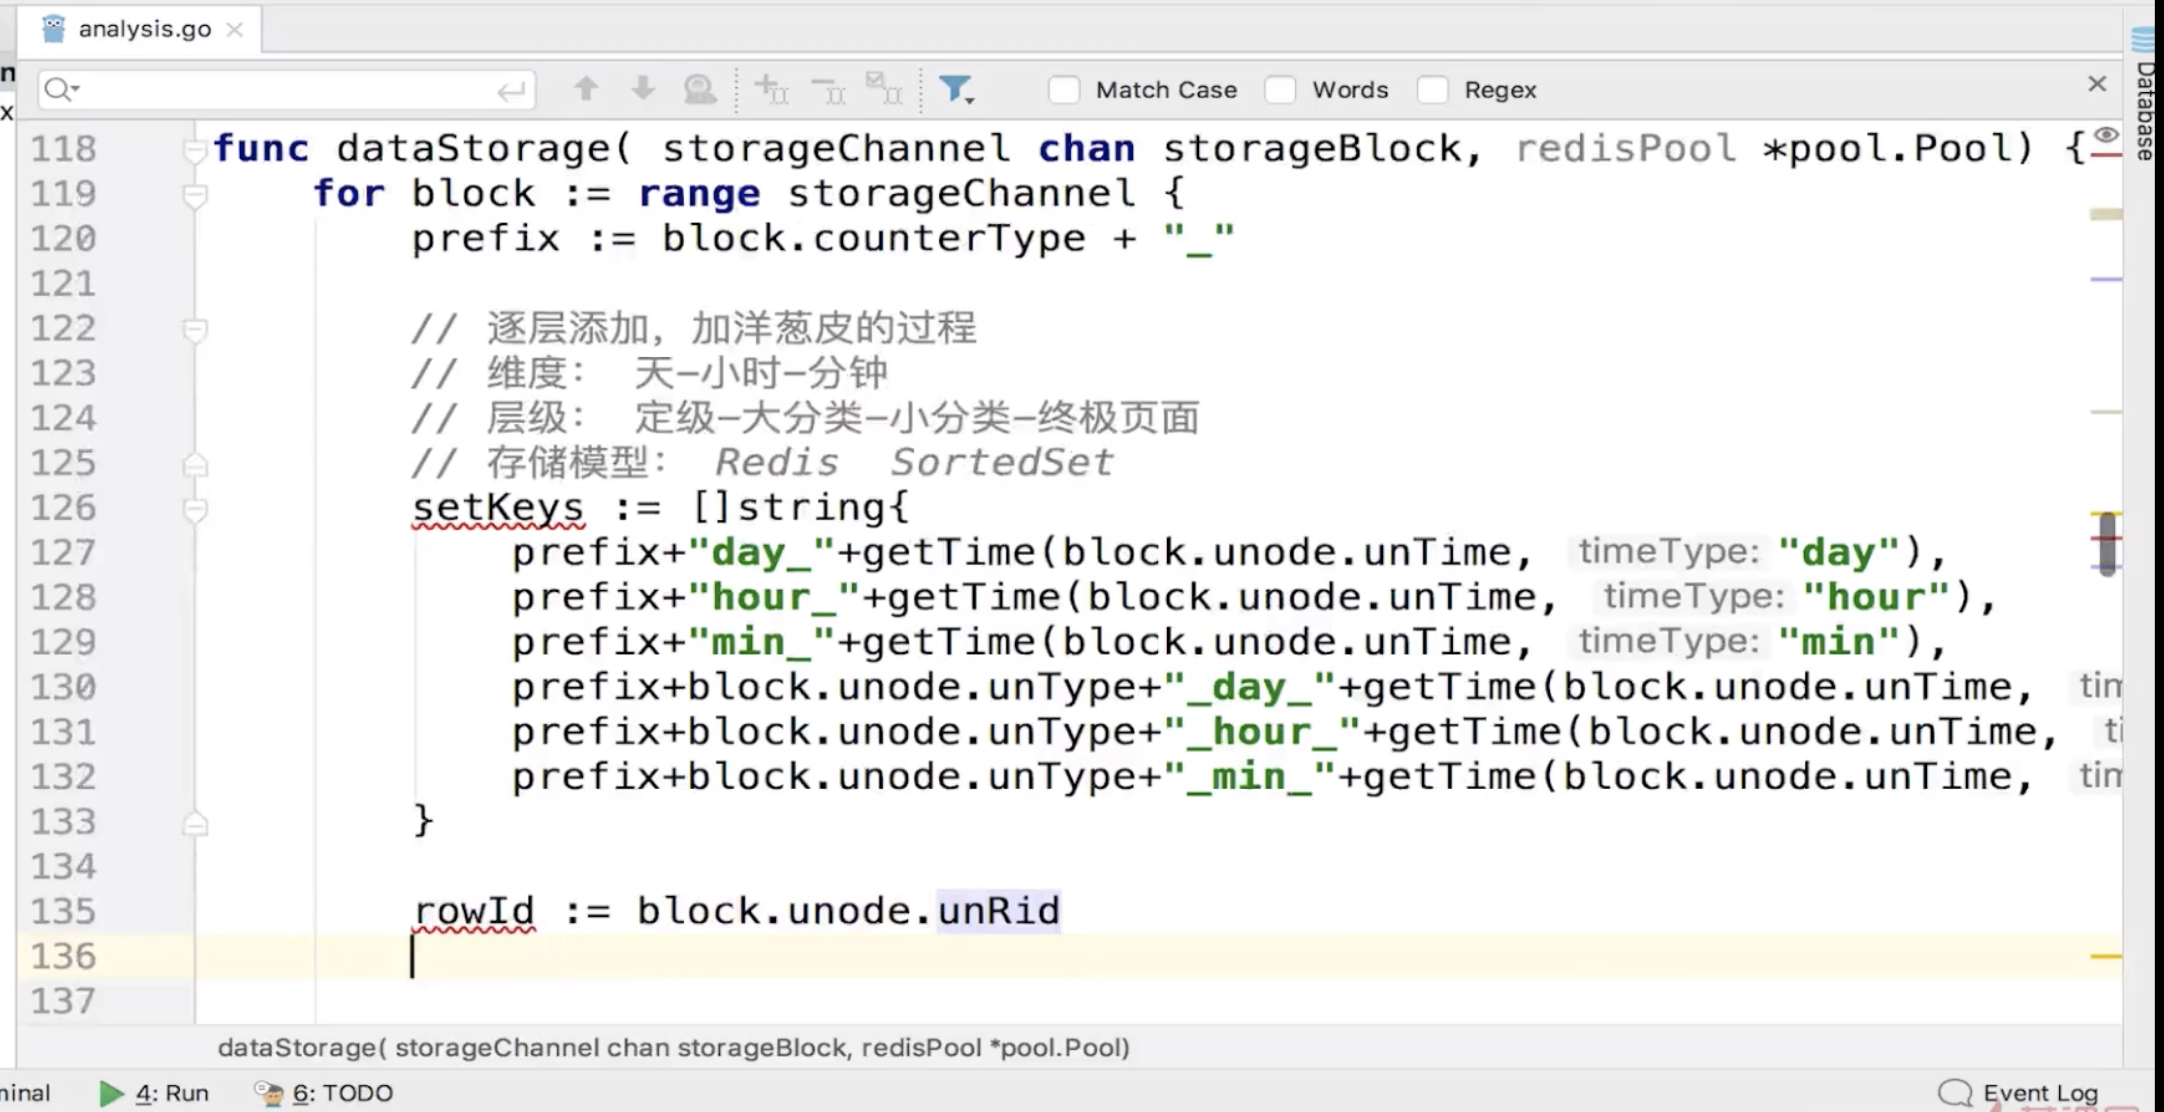 analysis.go
Match Case Words Regex
Database
118 func dataStorage( storageChannel chan storageBlock, redisPool *pool.Pool) {
119 for block := range storageChannel {
120 prefix := block.counterType + "_"
121
122 // 逐层添加，加洋葱皮的过程
123 // 维度： 天-小时-分钟
124 // 层级： 定级-大分类-小分类-终极页面
125 // 存储模型： Redis SortedSet
126 setKeys := []string{
127 prefix+"day_"+getTime(block.unode.unTime, timeType: "day"),
128 prefix+"hour_"+getTime(block.unode.unTime, timeType: "hour"),
129 prefix+"min_"+getTime(block.unode.unTime, timeType: "min"),
130 prefix+block.unode.unType+"_day_"+getTime(block.unode.unTime, tim
131 prefix+block.unode.unType+"_hour_"+getTime(block.unode.unTime, ti
132 prefix+block.unode.unType+"_min_"+getTime(block.unode.unTime, tim
133 }
134
135 rowId := block.unode.unRid
136
137
dataStorage( storageChannel chan storageBlock, redisPool *pool.Pool)
minal 4: Run 6: TODO Event Log